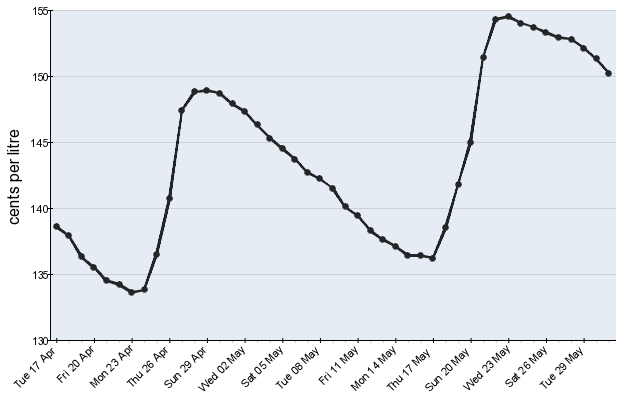 155
150
145
140
135
130
cents per litre
Tue 17 Apr
Fri 20 Apr
Mon 23 Apr
Thu 26 Apr
Sun 29 Apr
Wed 02 May
Sat 05 May
Tue 08 May
Fri 11 May
Mon 14 May
Thu 17 May
Sun 20 May
Wed 23 May
Sat 26 May
Tue 29 May